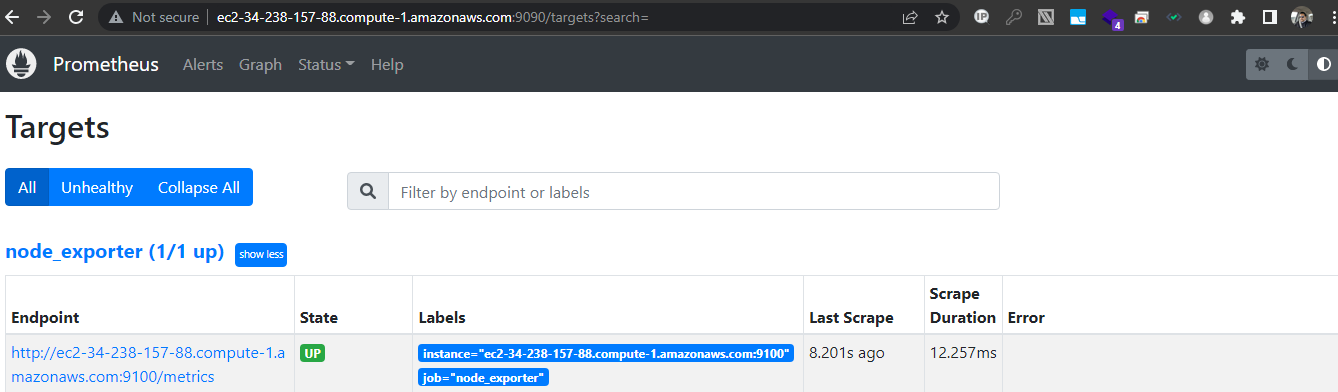 Not secure | ec2-34-238-157-88.compute-1.amazonaws.com:9090/targets?search=
IP
4
Prometheus Alerts Graph Status Help
Targets
All Unhealthy Collapse All
Filter by endpoint or labels
node_exporter (1/1 up) show less
Endpoint State Labels Last Scrape Scrape Duration Error
http://ec2-34-238-157-88.compute-1.a
mazonaws.com:9100/metrics
UP
instance="ec2-34-238-157-88.compute-1.amazonaws.com:9100"
job="node_exporter"
8.201s ago
12.257ms